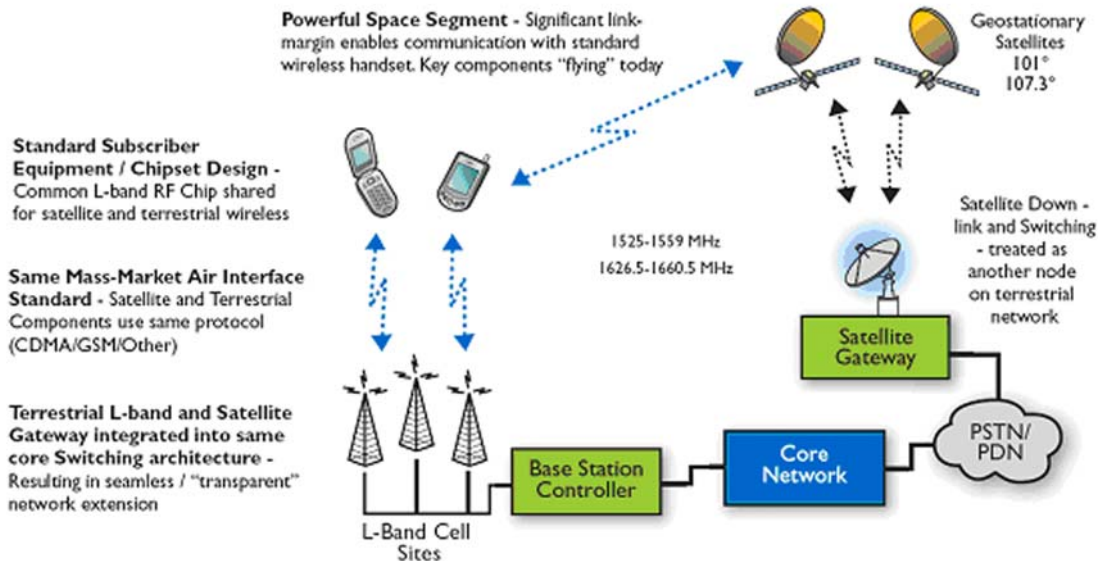 Powerful Space Segment - Significant link-
margin enables communication with standard
wireless handset. Key components "flying" today
Geostationary
Satellites
101°
107.3°
Standard Subscriber
Equipment / Chipset Design -
Common L-band RF Chip shared
for satellite and terrestrial wireless
Satellite Down -
link and Switching
- treated as
another node
on terrestrial
network
1525-1559 MHz
1626.5-1660.5 MHz
Same Mass-Market Air Interface
Standard - Satellite and Terrestrial
Components use same protocol
(CDMA/GSM/Other)
Satellite
Gateway
Terrestrial L-band and Satellite
Gateway integrated into same
core Switching architecture -
Resulting in seamless / "transparent"
network extension
PSTN/
PDN
Core
Network
Base Station
Controller
L-Band Cell
Sites